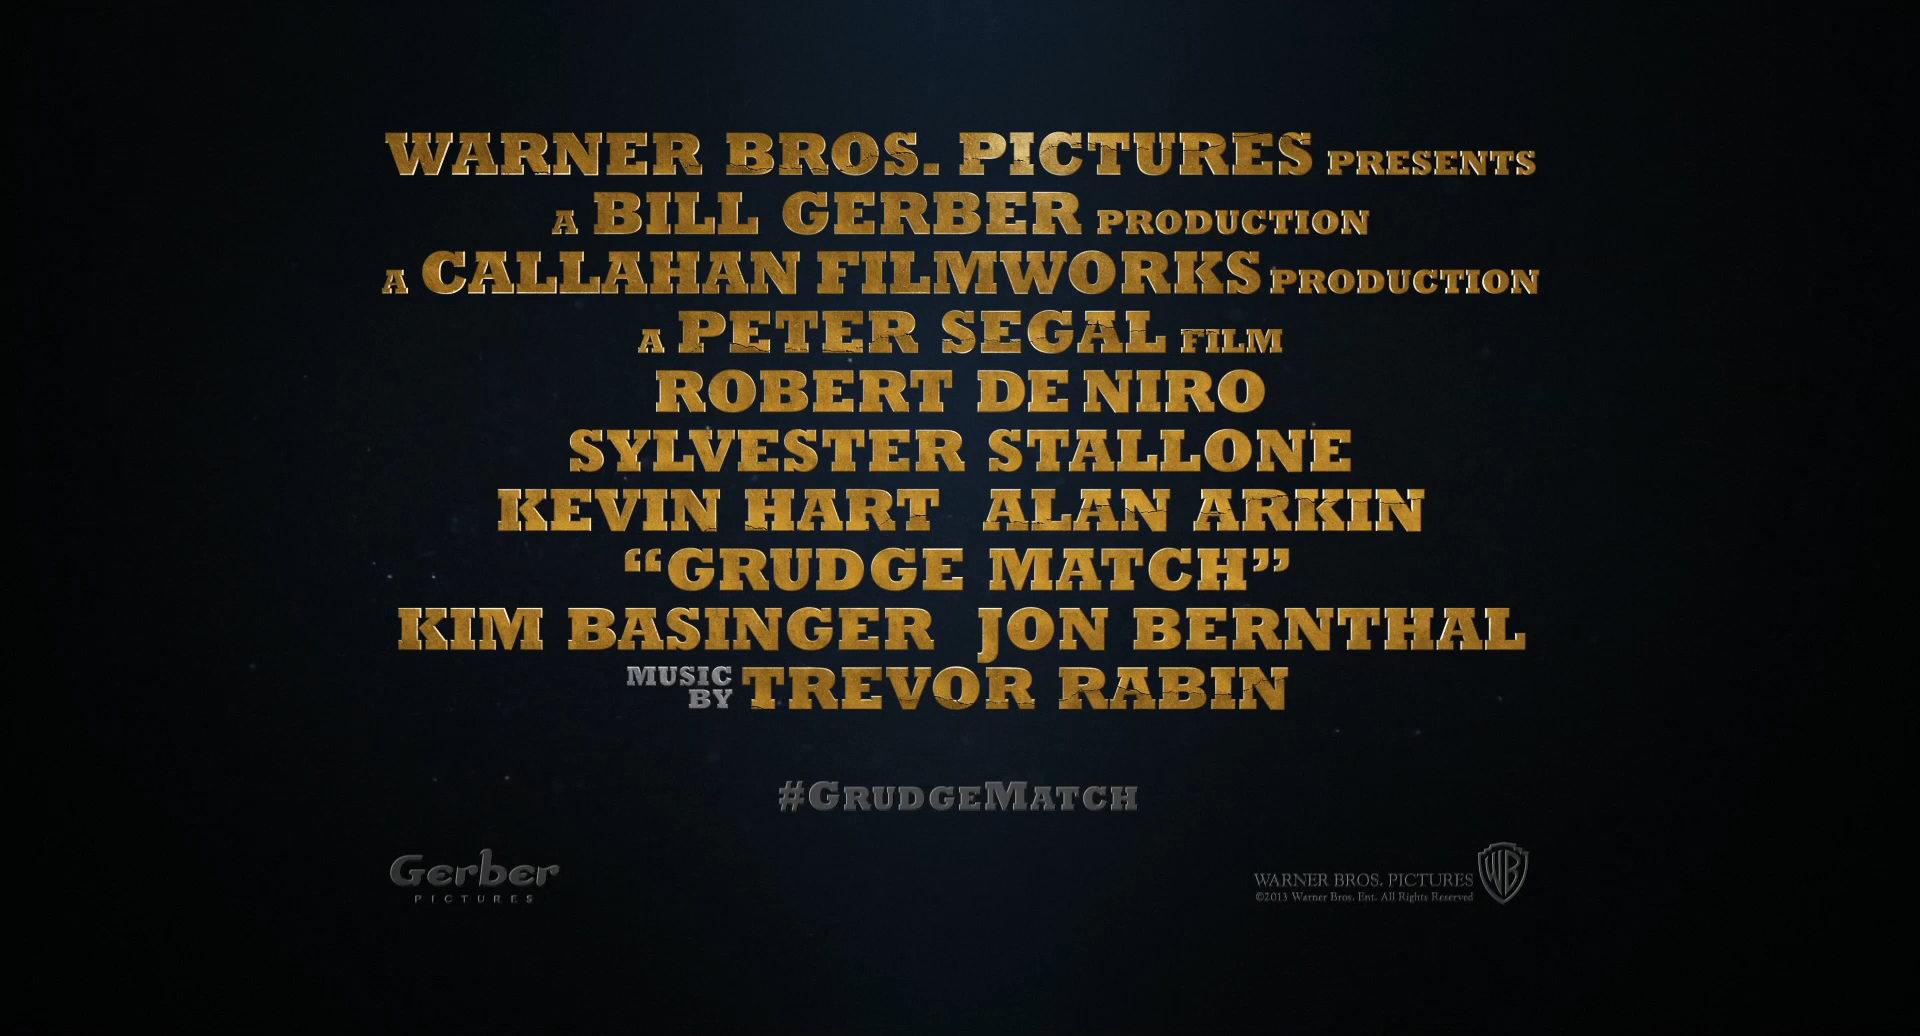 WARNER BROS. PICTURES PRESENTS
A BILL GERBER PRODUCTION
A CALLAHAN FILMWORKS PRODUCTION
A PETER SEGAL FILM
ROBERT DE NIRO
SYLVESTER STALLONE
KEVIN HART ALAN ARKIN
“GRUDGE MATCH”
KIM BASINGER JON BERNTHAL
MUSIC BY TREVOR RABIN
#GRUDGEMATCH
Gerber
PICTURES
WARNER BROS. PICTURES WB
©2013 Warner Bros. Ent. All Rights Reserved